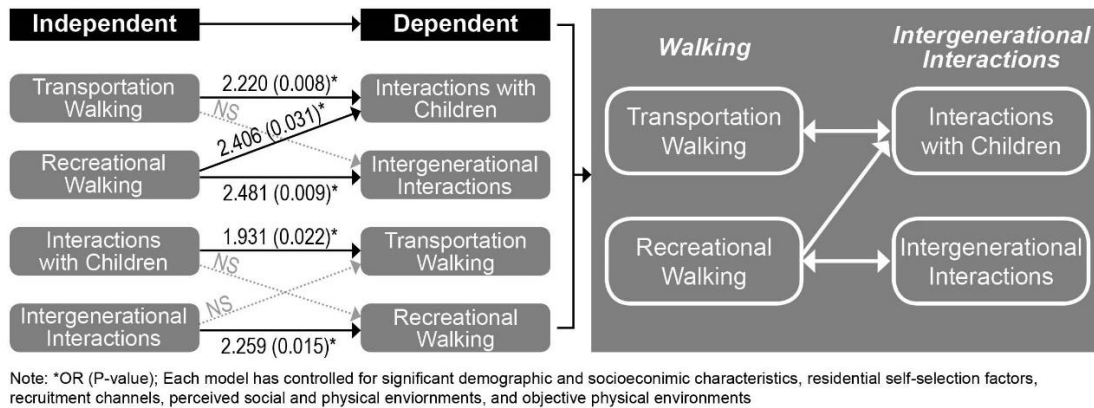 Independent
Dependent
Transportation
Walking
2.220 (0.008)*
NS
Interactions with
Children
2.406 (0.031)*
Recreational
Walking
2.481 (0.009)*
Intergenerational
Interactions
Interactions
with Children
1.931 (0.022)*
NS
Transportation
Walking
NS
Intergenerational
Interactions
2.259 (0.015)*
Recreational
Walking
Walking
Intergenerational
Interactions
Transportation
Walking
Interactions
with Children
Recreational
Walking
Intergenerational
Interactions
Note: *OR (P-value); Each model has controlled for significant demographic and socioeconimic characteristics, residential self-selection factors,
recruitment channels, perceived social and physical enviornments, and objective physical environments